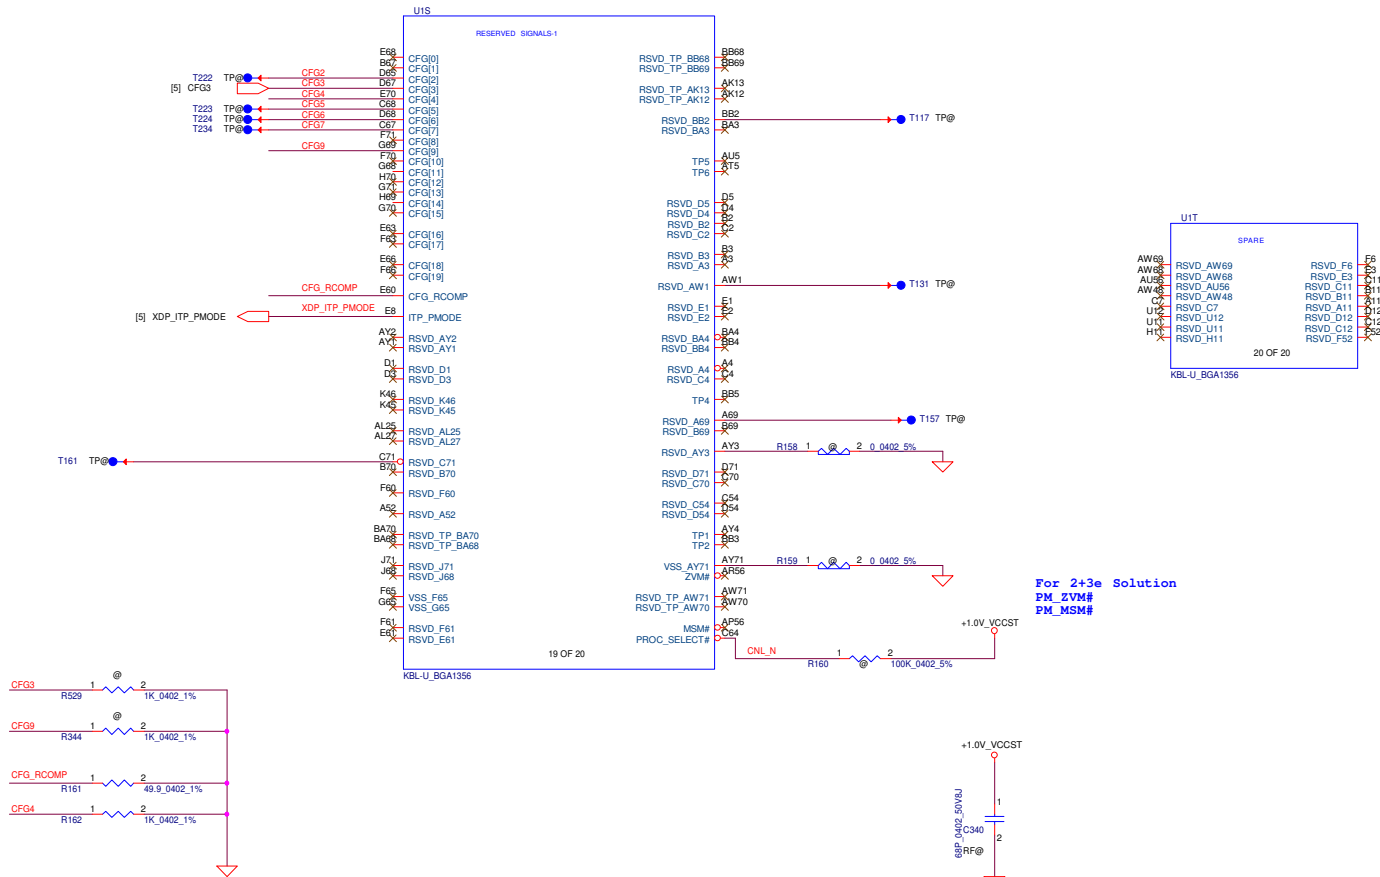 U1S
RESERVED SIGNALS-1
E68 CFG[0]
B67 CFG[1]
T222 TP@ CFG2 D65 CFG[2]
[5] CFG3 CFG3 D67 CFG[3]
CFG4 E70 CFG[4]
T223 TP@ CFG5 C68 CFG[5]
T224 TP@ CFG6 D68 CFG[6]
T234 TP@ CFG7 C67 CFG[7]
F71 CFG[8]
CFG9 G69 CFG[9]
F70 CFG[10]
G68 CFG[11]
H70 CFG[12]
G71 CFG[13]
H69 CFG[14]
G70 CFG[15]
E63 CFG[16]
F63 CFG[17]
E66 CFG[18]
F66 CFG[19]
CFG_RCOMP E60 CFG_RCOMP
[5] XDP_ITP_PMODE XDP_ITP_PMODE E8 ITP_PMODE
AY2 RSVD_AY2
AY1 RSVD_AY1
D1 RSVD_D1
D3 RSVD_D3
K46 RSVD_K46
K45 RSVD_K45
AL25 RSVD_AL25
AL27 RSVD_AL27
T161 TP@ C71 RSVD_C71
B70 RSVD_B70
F60 RSVD_F60
A52 RSVD_A52
BA70 RSVD_TP_BA70
BA68 RSVD_TP_BA68
J71 RSVD_J71
J68 RSVD_J68
F65 VSS_F65
G65 VSS_G65
F61 RSVD_F61
E61 RSVD_E61
RSVD_TP_BB68 BB68
RSVD_TP_BB69 BB69
RSVD_TP_AK13 AK13
RSVD_TP_AK12 AK12
RSVD_BB2 BB2 T117 TP@
RSVD_BA3 BA3
TP5 AU5
TP6 AT5
RSVD_D5 D5
RSVD_D4 D4
RSVD_B2 B2
RSVD_C2 C2
RSVD_B3 B3
RSVD_A3 A3
RSVD_AW1 AW1 T131 TP@
RSVD_E1 E1
RSVD_E2 E2
RSVD_BA4 BA4
RSVD_BB4 BB4
RSVD_A4 A4
RSVD_C4 C4
TP4 BB5
RSVD_A69 A69 T157 TP@
RSVD_B69 B69
RSVD_AY3 AY3 R158 1 @ 2 0_0402_5%
RSVD_D71 D71
RSVD_C70 C70
RSVD_C54 C54
RSVD_D54 D54
TP1 AY4
TP2 BB3
VSS_AY71 AY71 R159 1 @ 2 0_0402_5%
ZVM# AR56
RSVD_TP_AW71 AW71
RSVD_TP_AW70 AW70
MSM# AP56
PROC_SELECT# C64
19 OF 20
KBL-U_BGA1356
CNL_N R160 1 @ 2 100K_0402_5%
+1.0V_VCCST
For 2+3e Solution
PM_ZVM#
PM_MSM#
U1T
SPARE
AW69 RSVD_AW69 RSVD_F6 F6
AW68 RSVD_AW68 RSVD_E3 E3
AU56 RSVD_AU56 RSVD_C11 C11
AW48 RSVD_AW48 RSVD_B11 B11
C7 RSVD_C7 RSVD_A11 A11
U12 RSVD_U12 RSVD_D12 D12
U11 RSVD_U11 RSVD_C12 C12
H11 RSVD_H11 RSVD_F52 F52
20 OF 20
KBL-U_BGA1356
CFG3 R529 1 @ 2 1K_0402_1%
CFG9 R344 1 @ 2 1K_0402_1%
CFG_RCOMP R161 1 2 49.9_0402_1%
CFG4 R162 1 2 1K_0402_1%
+1.0V_VCCST
1
68P_0402_50V8J
C340
2
RF@